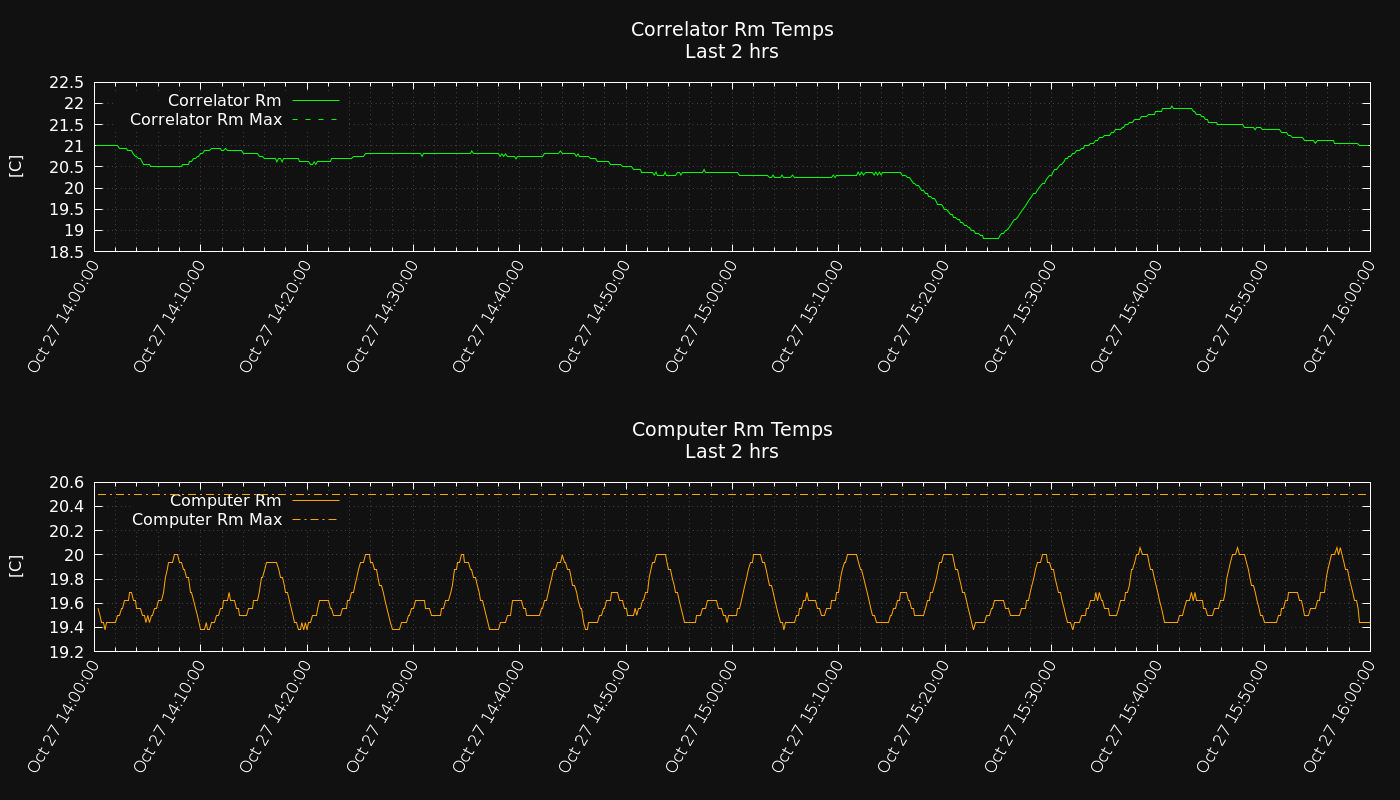 Correlator Rm Temps
Last 2 hrs
22.5
22
21.5
21
20.5
20
19.5
19
18.5
[C]
Correlator Rm
Correlator Rm Max
Oct 27 14:00:00
Oct 27 14:10:00
Oct 27 14:20:00
Oct 27 14:30:00
Oct 27 14:40:00
Oct 27 14:50:00
Oct 27 15:00:00
Oct 27 15:10:00
Oct 27 15:20:00
Oct 27 15:30:00
Oct 27 15:40:00
Oct 27 15:50:00
Oct 27 16:00:00
Computer Rm Temps
Last 2 hrs
20.6
20.4
20.2
20
19.8
19.6
19.4
19.2
[C]
Computer Rm
Computer Rm Max
Oct 27 14:00:00
Oct 27 14:10:00
Oct 27 14:20:00
Oct 27 14:30:00
Oct 27 14:40:00
Oct 27 14:50:00
Oct 27 15:00:00
Oct 27 15:10:00
Oct 27 15:20:00
Oct 27 15:30:00
Oct 27 15:40:00
Oct 27 15:50:00
Oct 27 16:00:00